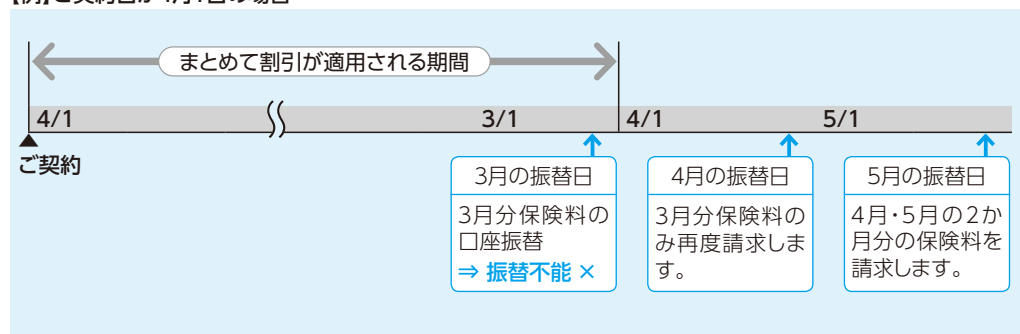 まとめて割引が適用される期間
4/1 3/1 4/1 5/1
ご契約
3月の振替日
3月分保険料の
口座振替
⇒ 振替不能 ×
4月の振替日
3月分保険料の
み再度請求しま
す。
5月の振替日
4月・5月の2か
月分の保険料を
請求します。